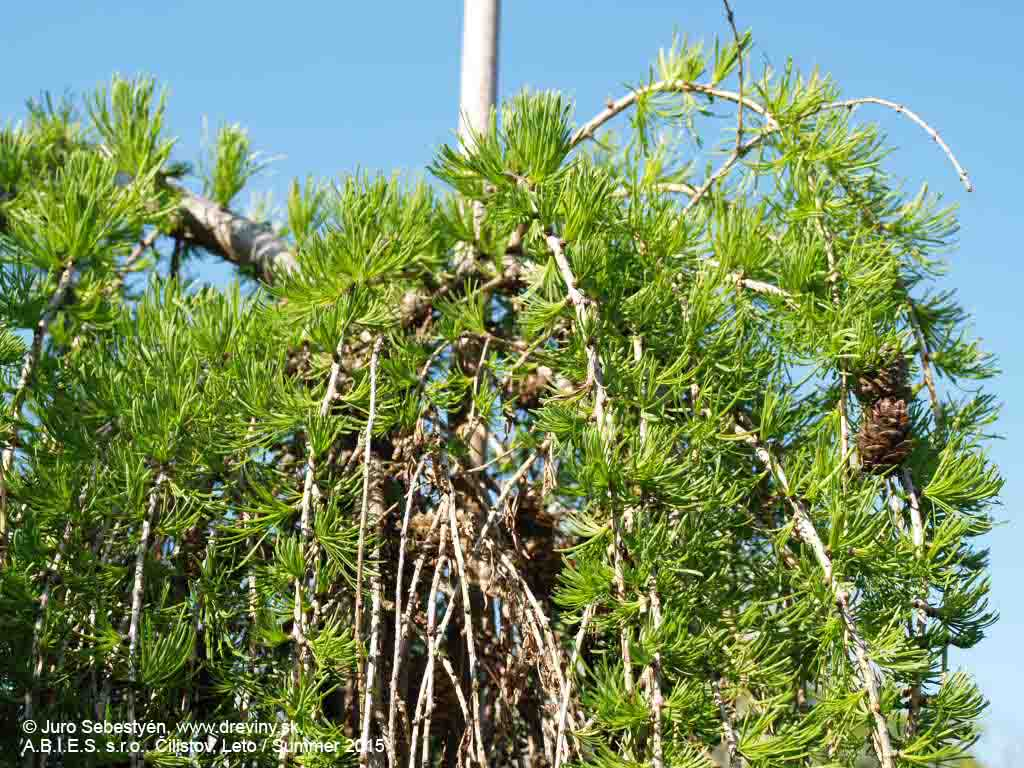 © Juro Sebestyén, www.dreviny.sk,
A.B.I.E.S. s.r.o., Čilistov, Leto / Summer 2015